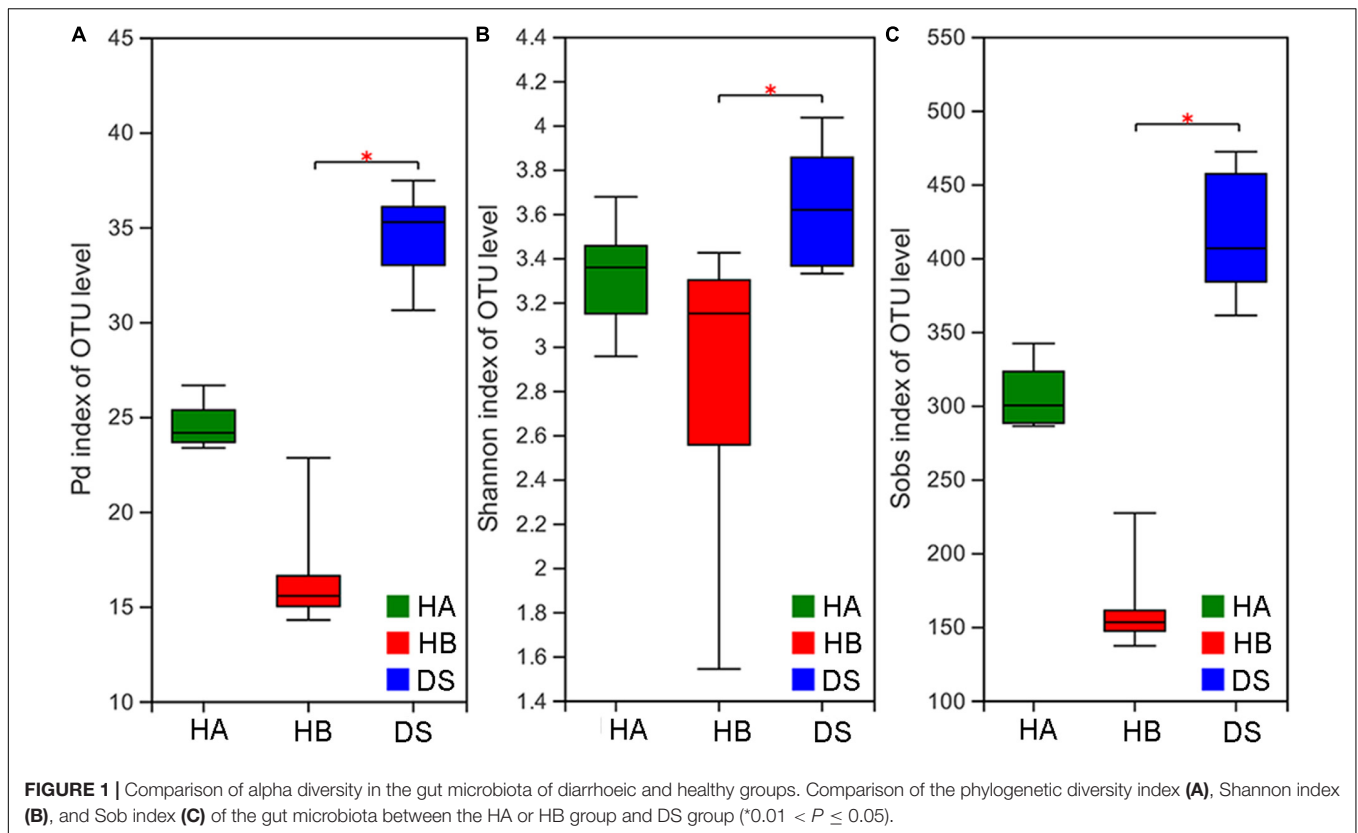 A
45
40
35
30
25
20
15
10
Pd index of OTU level
*
HA
HB
DS
HA HB DS
B
4.4
4.2
4
3.8
3.6
3.4
3.2
3
2.8
2.6
2.4
2.2
2
1.8
1.6
1.4
Shannon index of OTU level
*
HA
HB
DS
HA HB DS
C
550
500
450
400
350
300
250
200
150
100
Sobs index of OTU level
*
HA
HB
DS
HA HB DS
FIGURE 1 | Comparison of alpha diversity in the gut microbiota of diarrhoeic and healthy groups. Comparison of the phylogenetic diversity index (A), Shannon index
(B), and Sob index (C) of the gut microbiota between the HA or HB group and DS group (*0.01 < P ≤ 0.05).